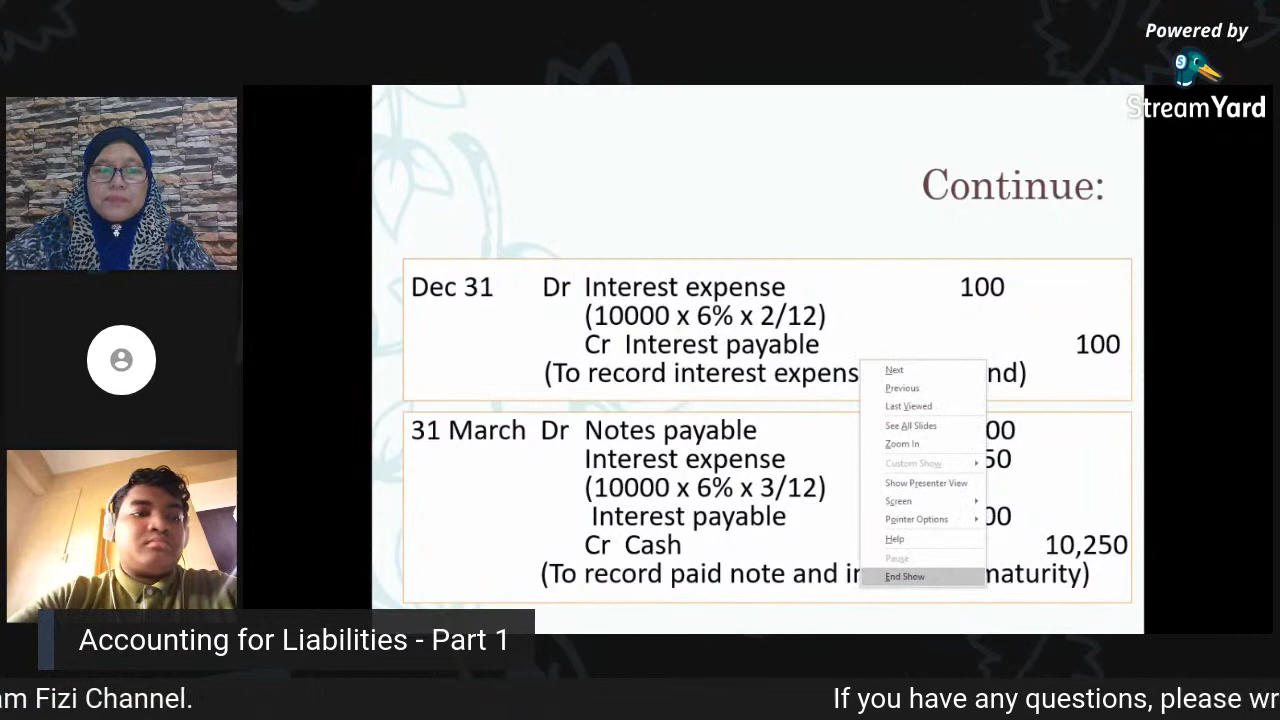 Powered by
StreamYard
Continue:
Dec 31 Dr Interest expense 100
(10000 x 6% x 2/12)
Cr Interest payable 100
(To record interest expens nd)
31 March Dr Notes payable 00
Interest expense 50
(10000 x 6% x 3/12)
Interest payable 00
Cr Cash 10,250
(To record paid note and in maturity)
Next
Previous
Last Viewed
See All Slides
Zoom In
Custom Show
Show Presenter View
Screen
Pointer Options
Help
Pause
End Show
Accounting for Liabilities - Part 1
am Fizi Channel.
If you have any questions, please wr